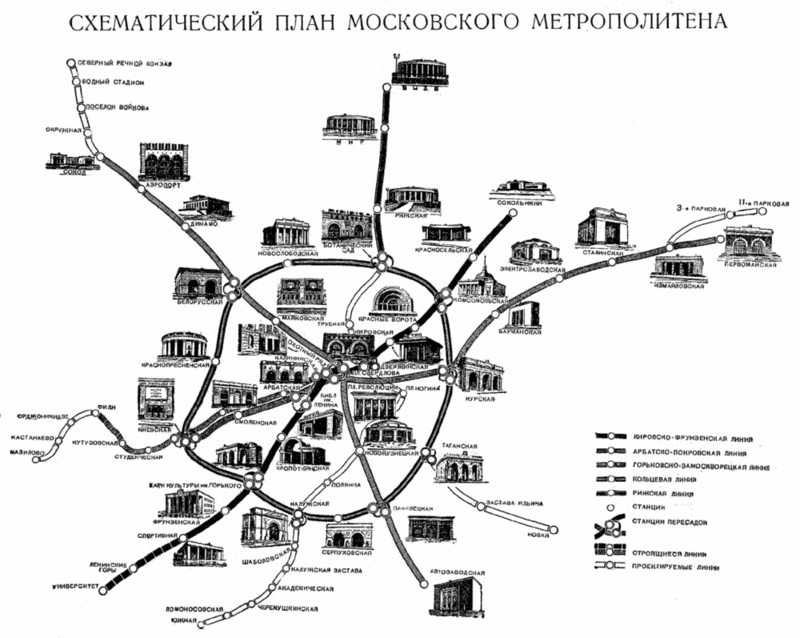 СХЕМАТИЧЕСКИЙ ПЛАН МОСКОВСКОГО МЕТРОПОЛИТЕНА
СЕВЕРНЫЙ РЕЧНОЙ ВОКЗАЛ
ВОДНЫЙ СТАДИОН
ПОСЕЛОК ВОЙКОВА
ОКРУЖНАЯ
СОКОЛ
АЭРОПОРТ
ДИНАМО
ВСХВ
МИР
РИЖСКАЯ
БОТАНИЧЕСКИЙ
САД
НОВОСЛОБОДСКАЯ
СОКОЛЬНИКИ
КРАСНОСЕЛЬСКАЯ
3-я ПАРКОВАЯ
11-я ПАРКОВАЯ
ПЕРВОМАЙСКАЯ
ИЗМАЙЛОВСКАЯ
СТАЛИНСКАЯ
ЭЛЕКТРОЗАВОДСКАЯ
КОМСОМОЛЬСКАЯ
БАУМАНСКАЯ
БЕЛОРУССКАЯ
МАЯКОВСКАЯ
ТРУБНАЯ
КРАСНЫЕ ВОРОТА
КИРОВСКАЯ
ОХОТНЫЙ РЯД
КАЛИНИНСКАЯ
ДЗЕРЖИНСКАЯ
ПЛ. СВЕРДЛОВА
КРАСНОПРЕСНЕНСКАЯ
АРБАТСКАЯ
БИБЛ.
ИМ.
ЛЕНИНА
ПЛ. РЕВОЛЮЦИИ
ПЛ. НОГИНА
КУРСКАЯ
КИЕВСКАЯ
СМОЛЕНСКАЯ
ФИЛИ
ОРДЖОНИКИДЗЕ
КАСТАНАЕВО
МАЗИЛОВО
КУТУЗОВСКАЯ
СТУДЕНЧЕСКАЯ
КРОПОТКИНСКАЯ
НОВОКУЗНЕЦКАЯ
ТАГАНСКАЯ
ПАРК КУЛЬТУРЫ ИМ. ГОРЬКОГО
ПОЛЯНКА
КАЛУЖСКАЯ
ПАВЕЛЕЦКАЯ
ЗАСТАВА ИЛЬИЧА
НОВАЯ
ФРУНЗЕНСКАЯ
СПОРТИВНАЯ
СЕРПУХОВСКАЯ
ШАБОЛОВСКАЯ
ЛЕНИНСКИЕ
ГОРЫ
УНИВЕРСИТЕТ
КАЛУЖСКАЯ ЗАСТАВА
АКАДЕМИЧЕСКАЯ
АВТОЗАВОДСКАЯ
ЧЕРЕМУШКИНСКАЯ
ЛОМОНОСОВСКАЯ
ЮЖНАЯ
КИРОВСКО-ФРУНЗЕНСКАЯ ЛИНИЯ
АРБАТСКО-ПОКРОВСКАЯ ЛИНИЯ
ГОРЬКОВСКО-ЗАМОСКВОРЕЦКАЯ ЛИНИЯ
КОЛЬЦЕВАЯ ЛИНИЯ
РИЖСКАЯ ЛИНИЯ
СТАНЦИИ
СТАНЦИИ ПЕРЕСАДОК
СТРОЯЩИЕСЯ ЛИНИИ
ПРОЕКТИРУЕМЫЕ ЛИНИИ